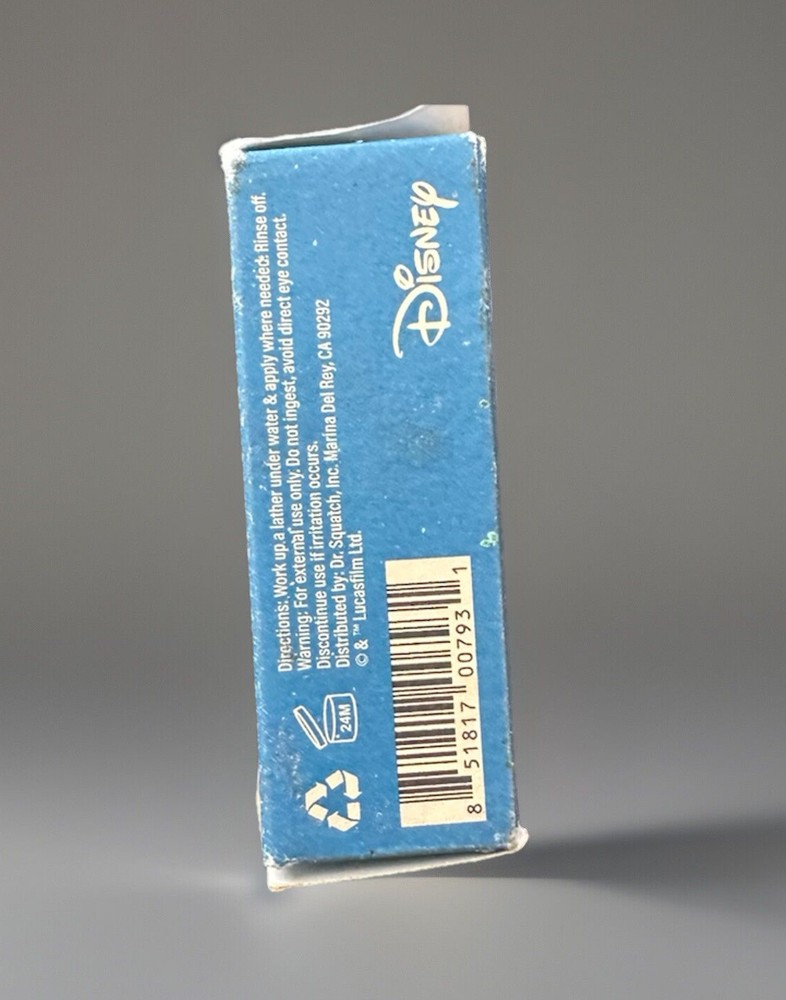 Directions: Work up a lather under water & apply where needed. Rinse off.
Warning: For external use only. Do not ingest, avoid direct eye contact.
Discontinue use if irritation occurs.
Distributed by: Dr. Squatch, Inc. Marina Del Rey, CA 90292
© & ™ Lucasfilm Ltd.
24M
Disney
8 51817 00793 1